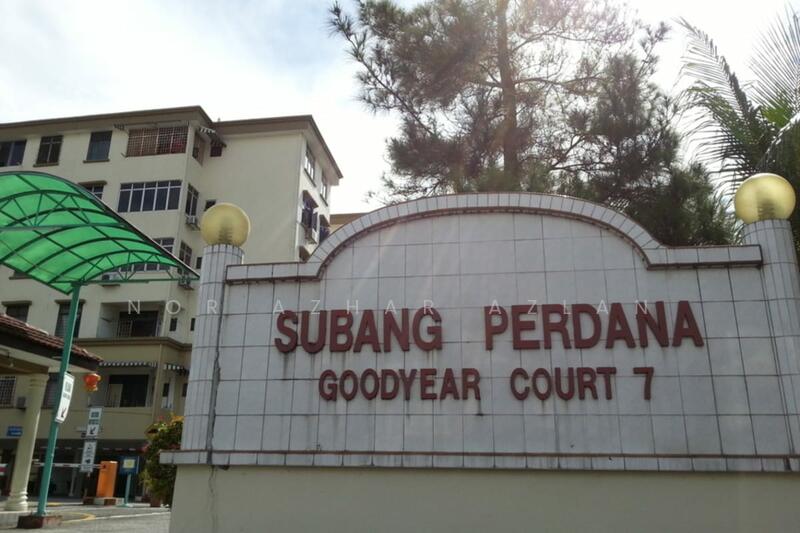 NOR AZHAR AZLAN
SUBANG PERDANA
GOODYEAR COURT 7